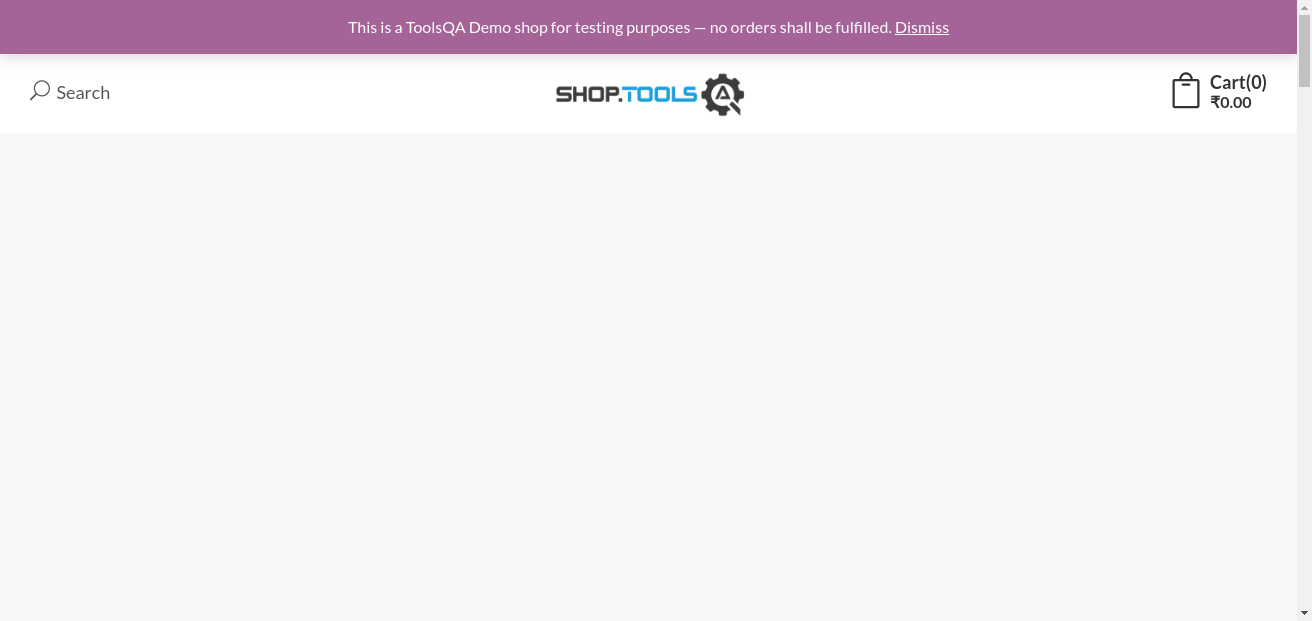 This is a ToolsQA Demo shop for testing purposes — no orders shall be fulfilled. Dismiss
Search
SHOP.TOOLS
Cart(0)
₹0.00